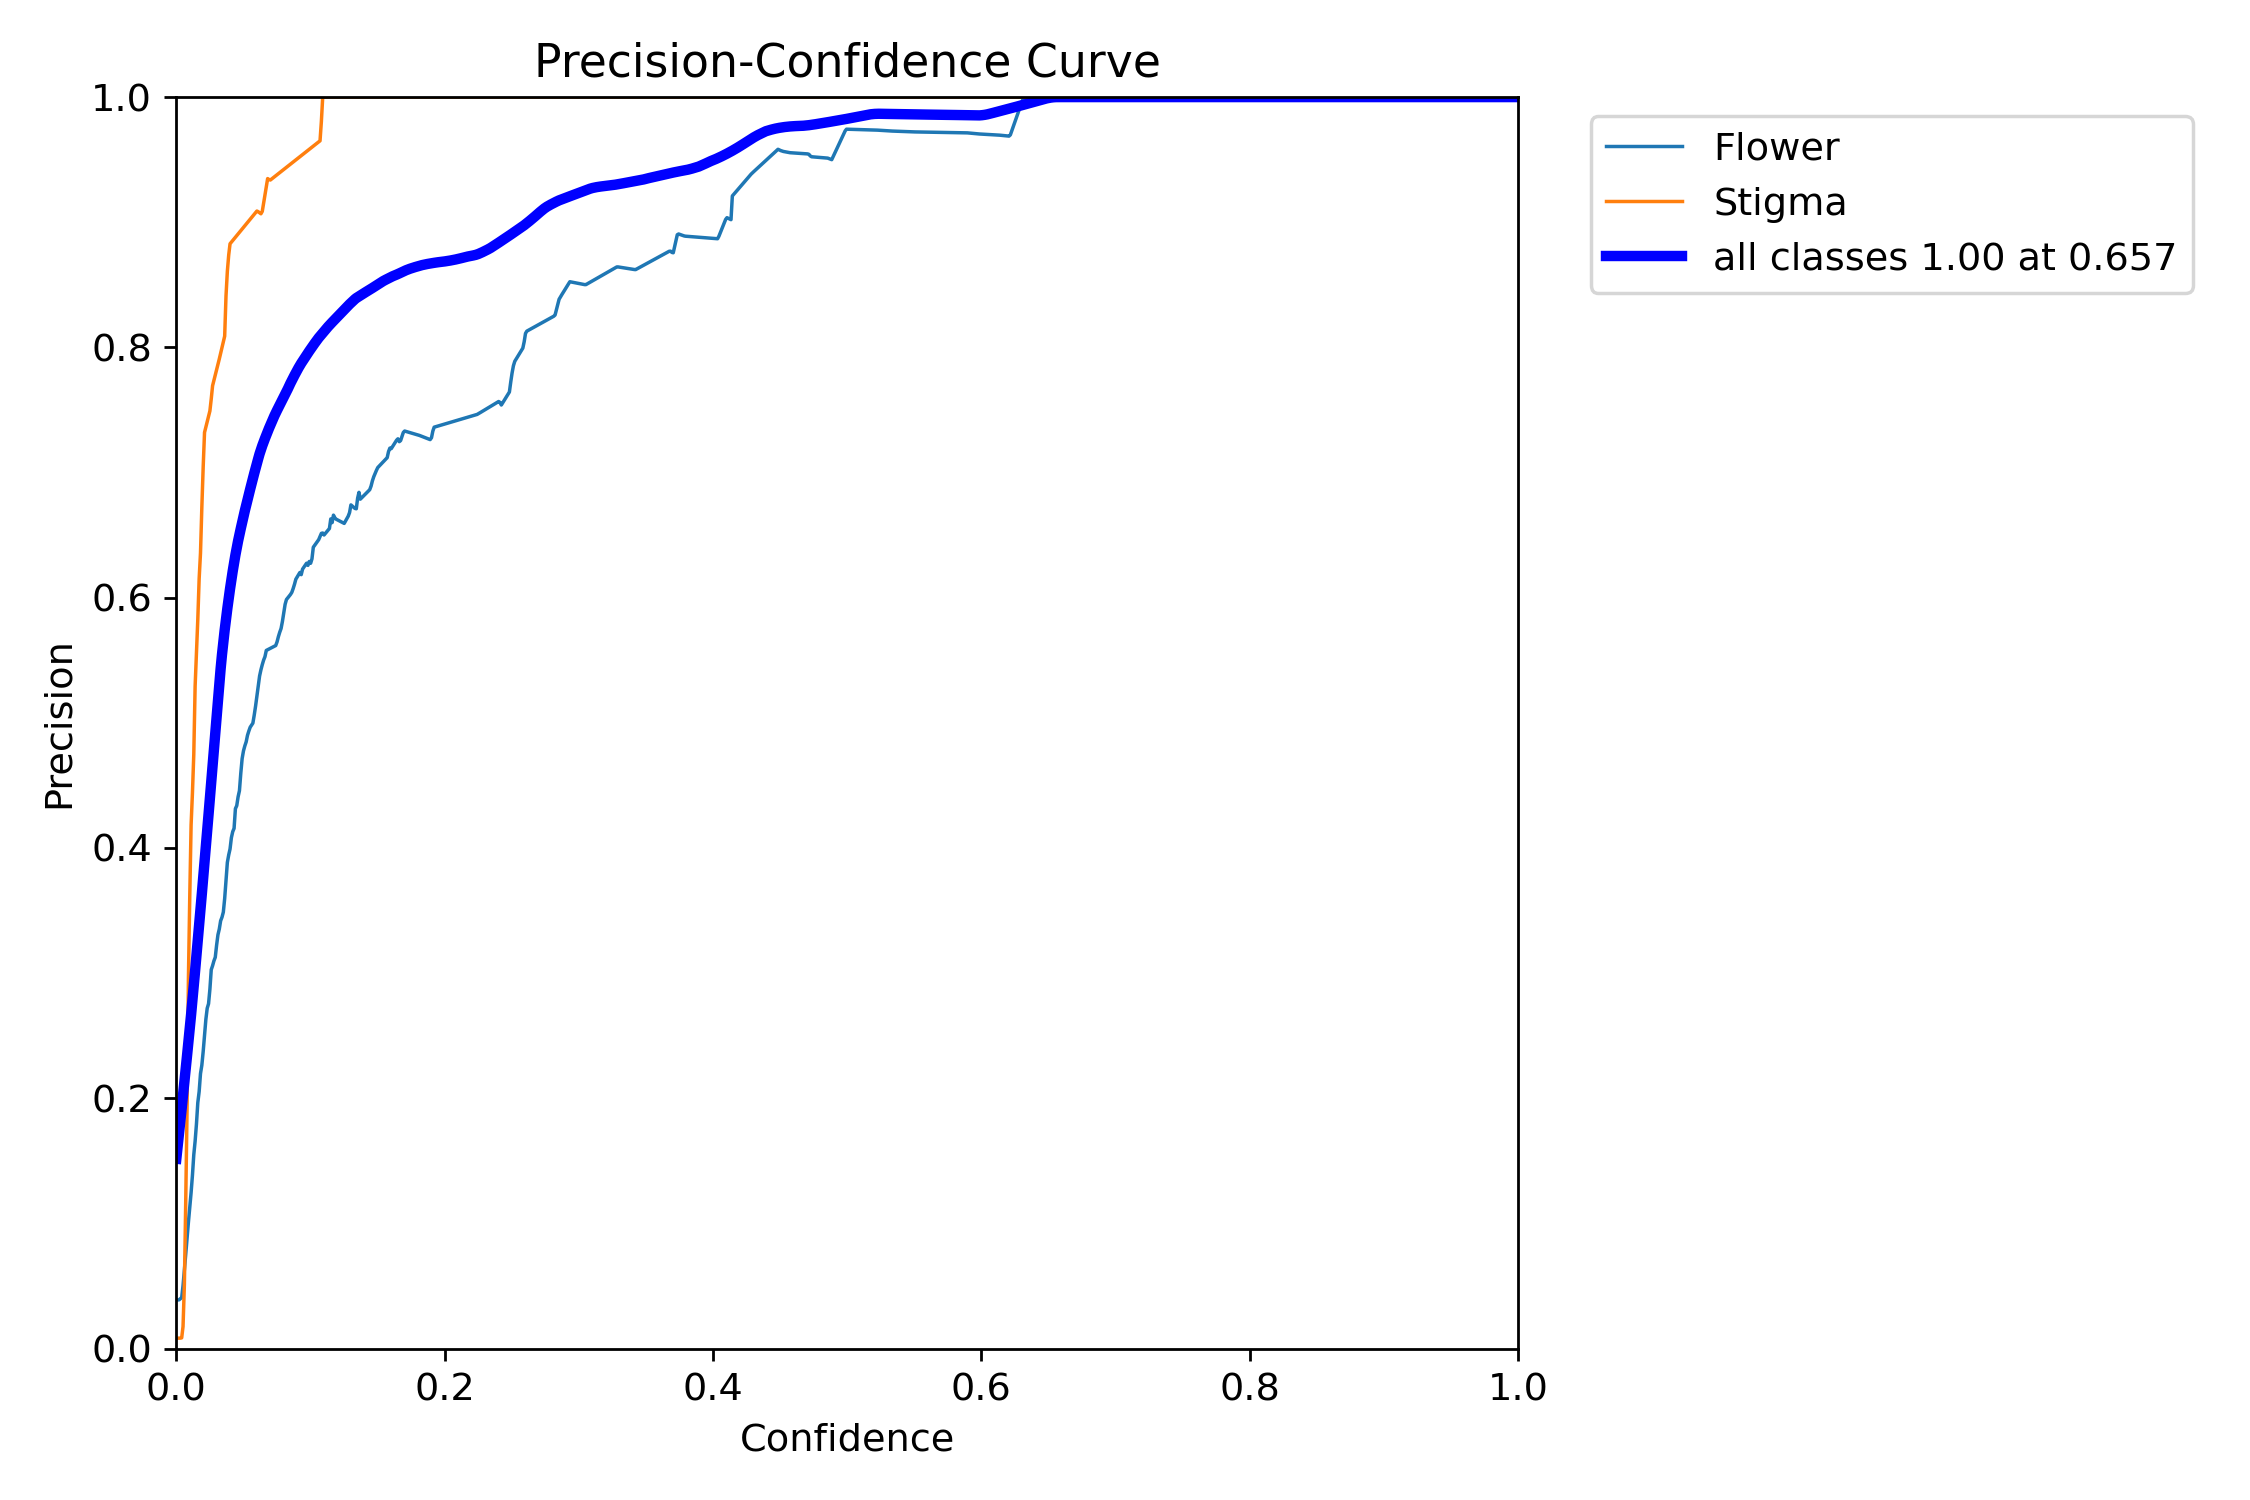 Precision-Confidence Curve
1.0
0.8
0.6
0.4
0.2
0.0
Precision
0.0 0.2 0.4 0.6 0.8 1.0
Confidence
Flower
Stigma
all classes 1.00 at 0.657